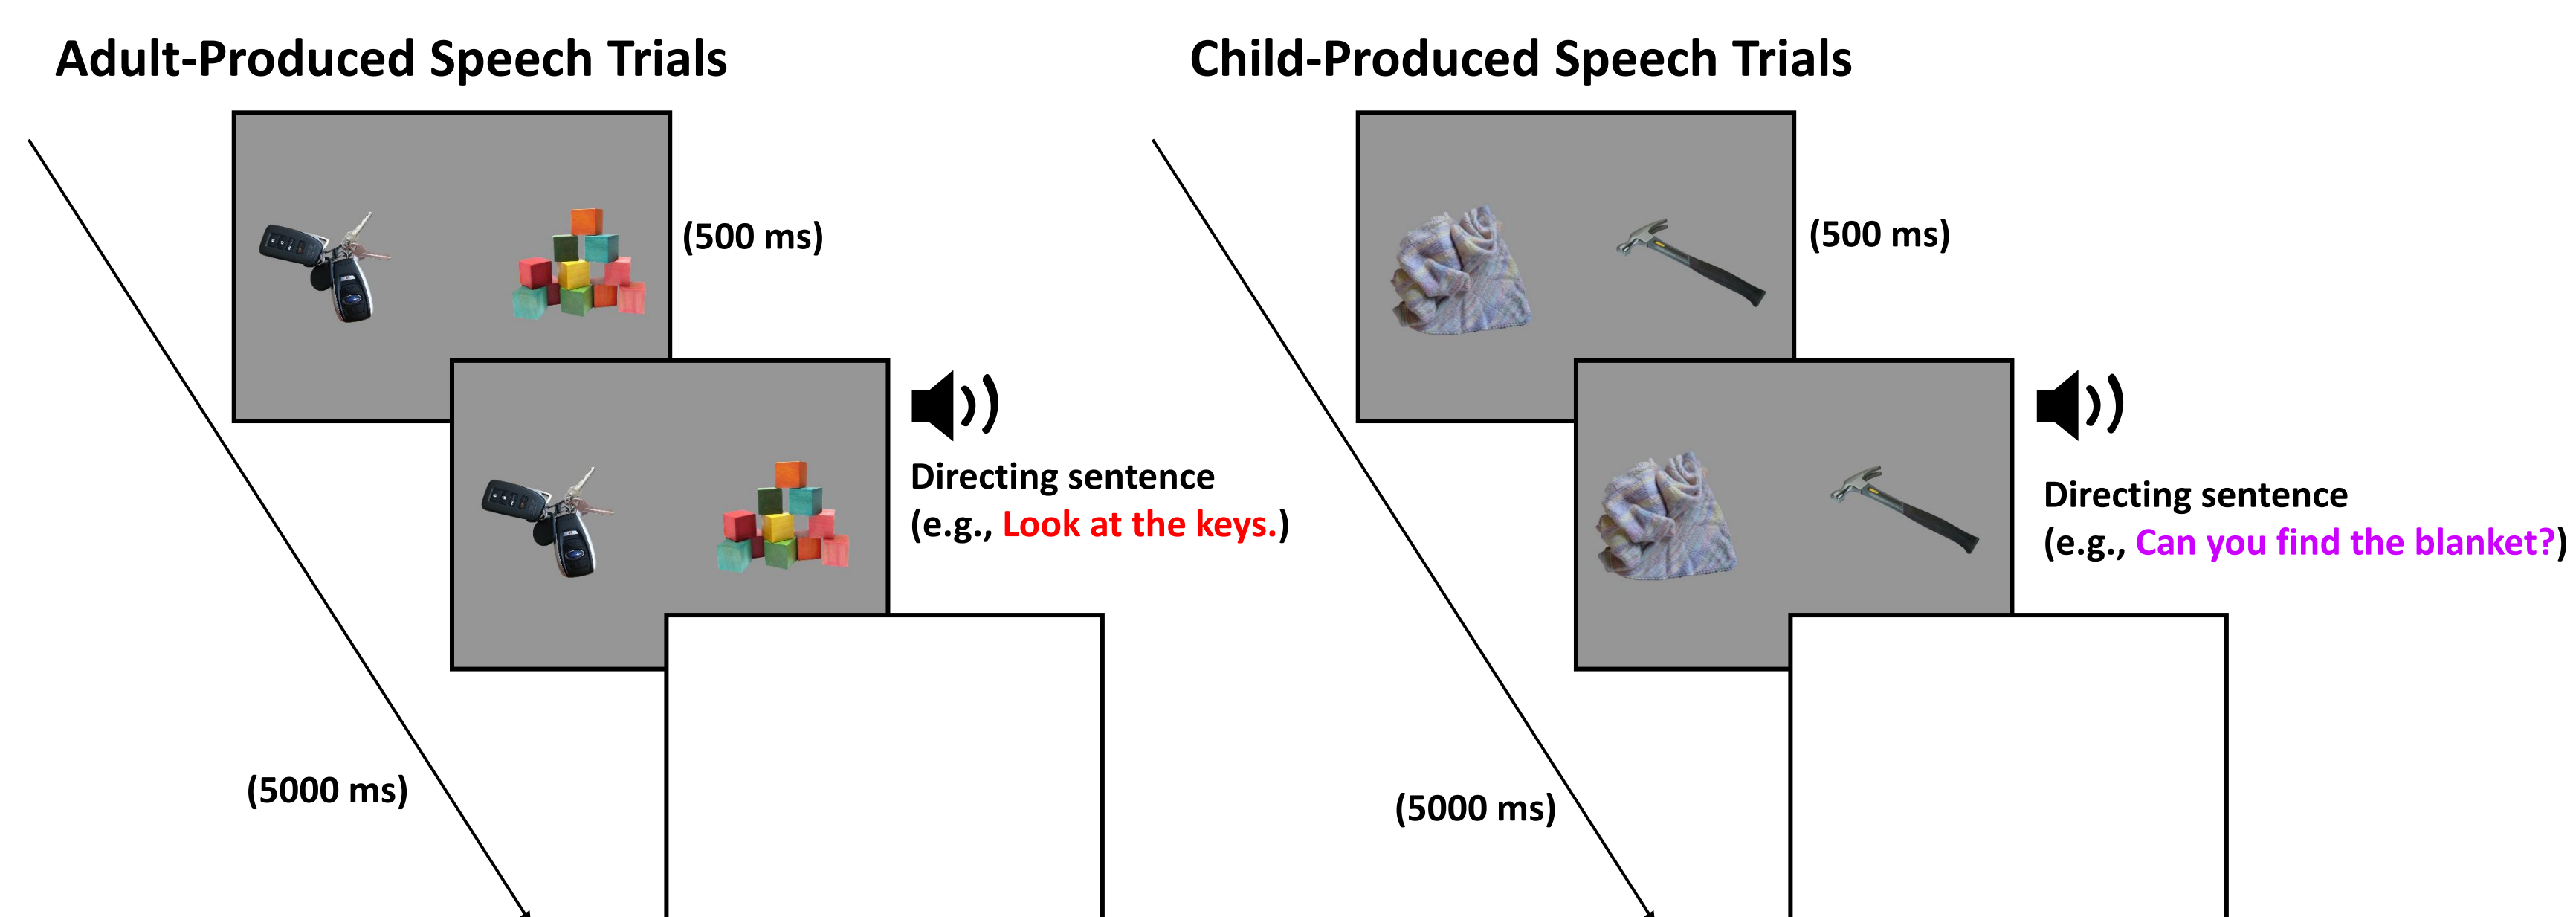 Adult-Produced Speech Trials
(500 ms)
Directing sentence
(e.g., Look at the keys.)
(5000 ms)
Child-Produced Speech Trials
(500 ms)
Directing sentence
(e.g., Can you find the blanket?)
(5000 ms)